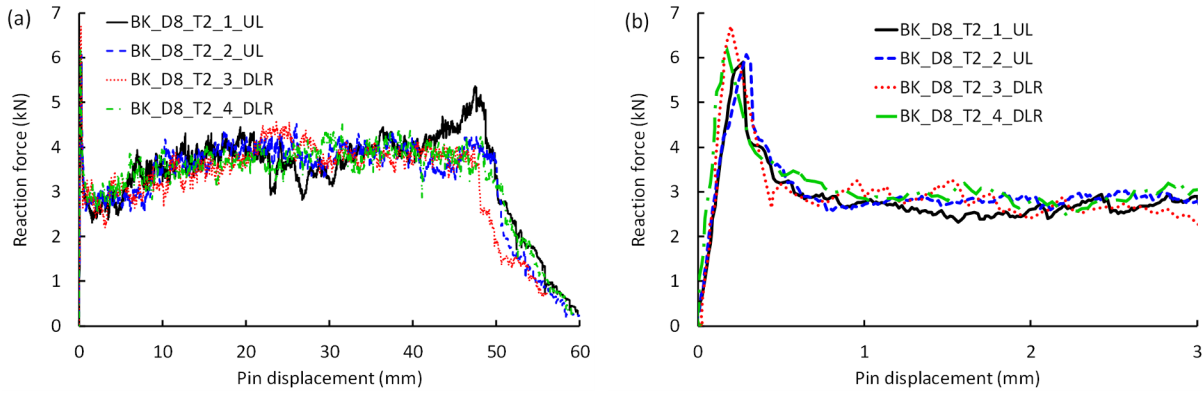 (a)
BK_D8_T2_1_UL
BK_D8_T2_2_UL
BK_D8_T2_3_DLR
BK_D8_T2_4_DLR
7
6
5
4
3
2
1
0
Reaction force (kN)
0 10 20 30 40 50 60
Pin displacement (mm)
(b)
BK_D8_T2_1_UL
BK_D8_T2_2_UL
BK_D8_T2_3_DLR
BK_D8_T2_4_DLR
7
6
5
4
3
2
1
0
Reaction force (kN)
0 1 2 3
Pin displacement (mm)